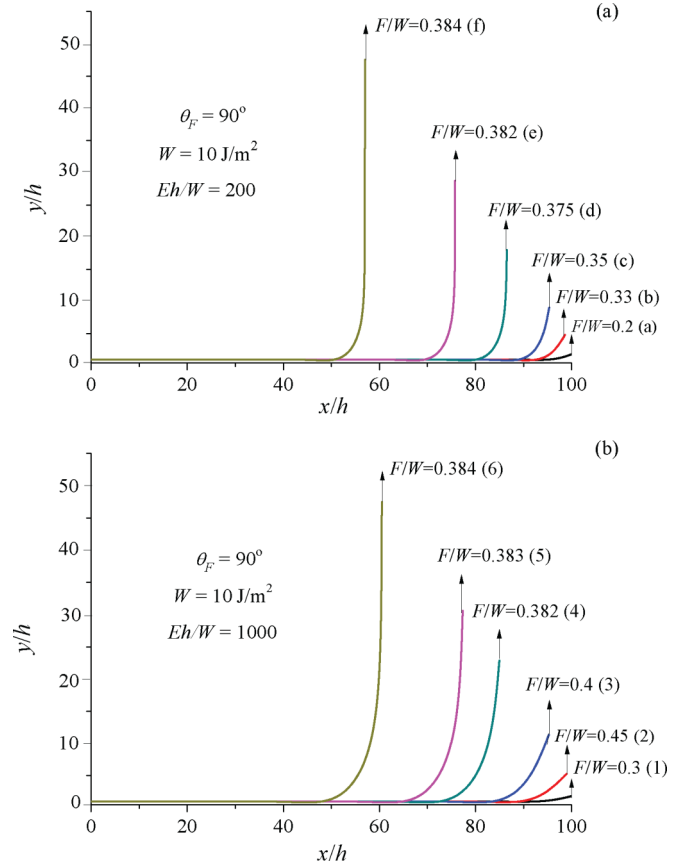 (a)
F/W=0.384 (f)
50
40
30
20
10
0
y/h
θF = 90°
W = 10 J/m²
Eh/W = 200
F/W=0.382 (e)
F/W=0.375 (d)
F/W=0.35 (c)
F/W=0.33 (b)
F/W=0.2 (a)
0 20 40 60 80 100
x/h
(b)
F/W=0.384 (6)
50
40
30
20
10
0
y/h
θF = 90°
W = 10 J/m²
Eh/W = 1000
F/W=0.383 (5)
F/W=0.382 (4)
F/W=0.4 (3)
F/W=0.45 (2)
F/W=0.3 (1)
0 20 40 60 80 100
x/h